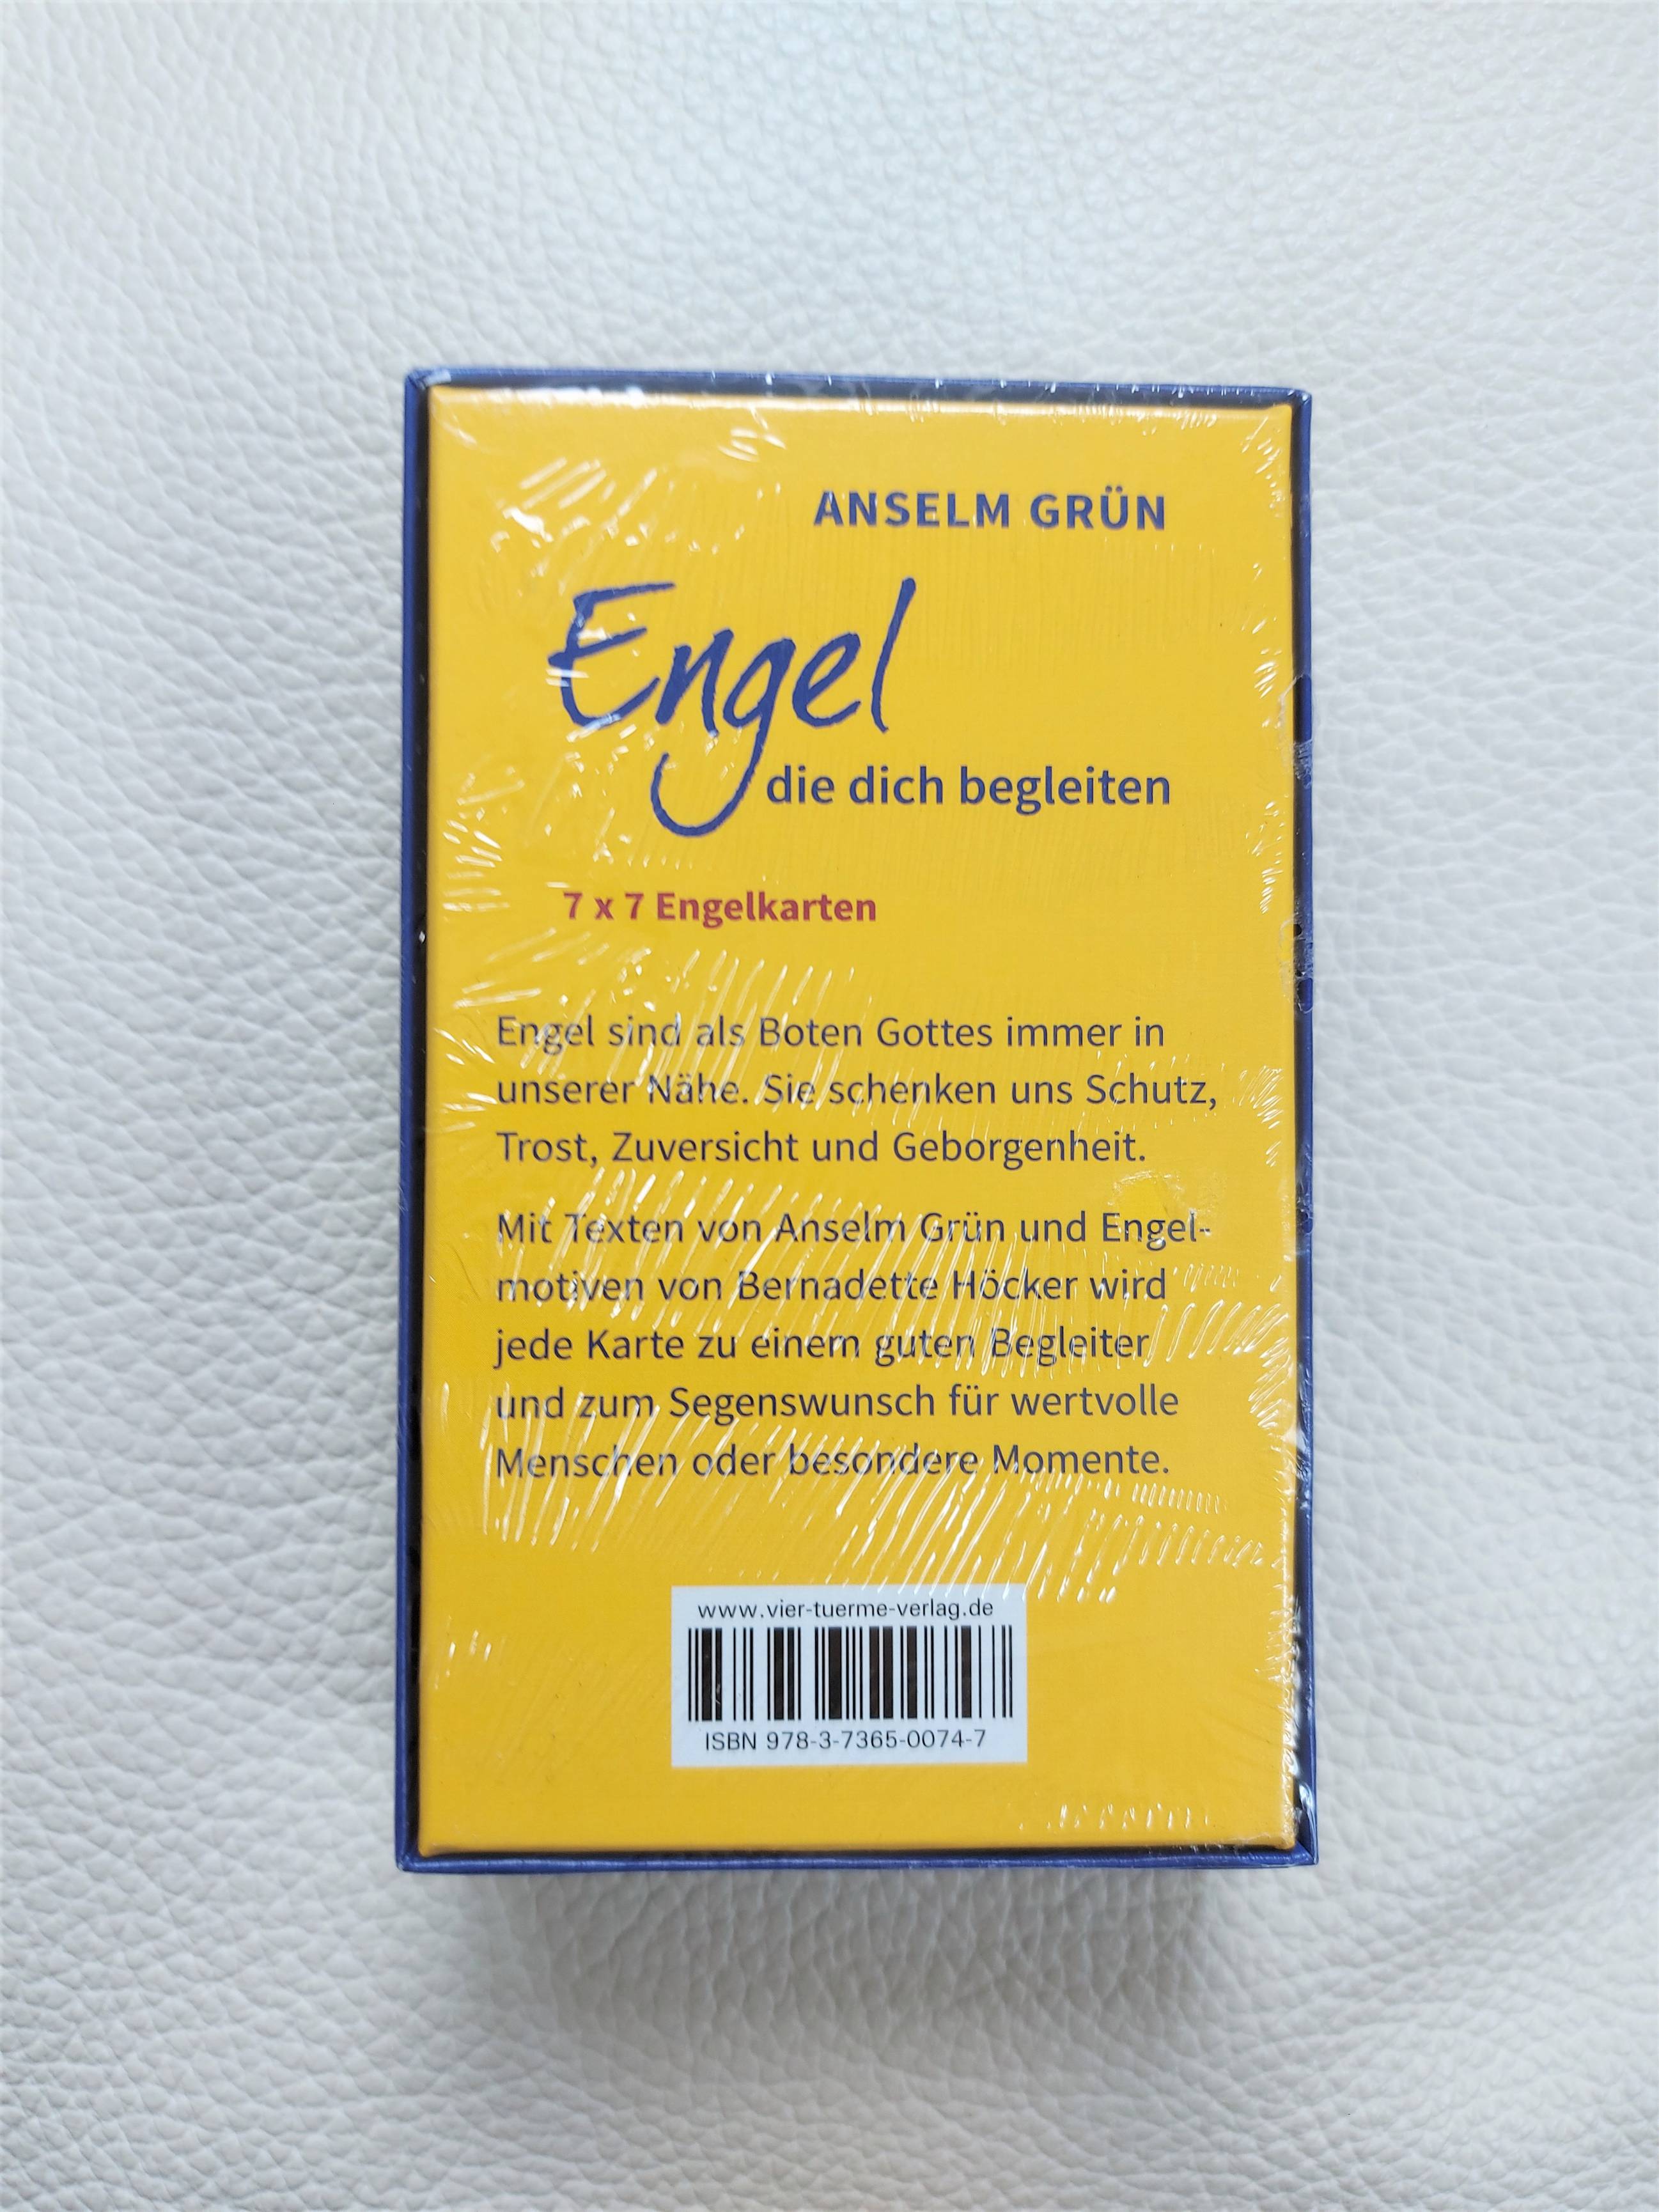 ANSELM GRÜN
Engel
die dich begleiten
7 x 7 Engelkarten
Engel sind als Boten Gottes immer in
unserer Nähe. Sie schenken uns Schutz,
Trost, Zuversicht und Geborgenheit.
Mit Texten von Anselm Grün und Engel-
motiven von Bernadette Höcker wird
jede Karte zu einem guten Begleiter
und zum Segenswunsch für wertvolle
Menschen oder besondere Momente.
www.vier-tuerme-verlag.de
ISBN 978-3-7365-0074-7